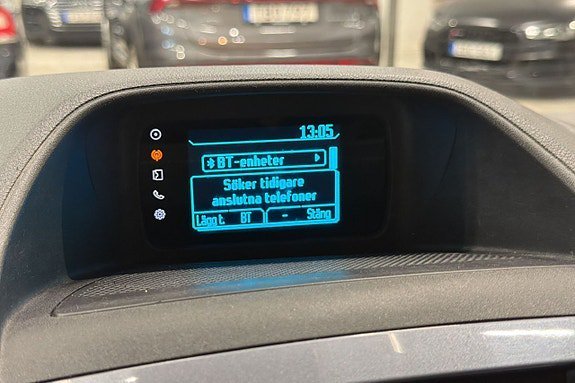 13:05
BT-enheter
Söker tidigare
anslutna telefoner
Lägg t. BT - Stäng